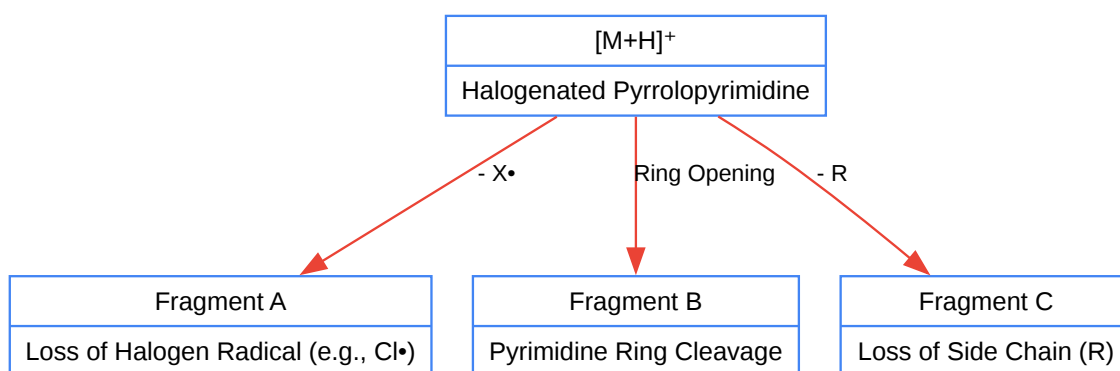 [M+H]⁺
Halogenated Pyrrolopyrimidine
- X•
Ring Opening
- R
Fragment A
Loss of Halogen Radical (e.g., Cl•)
Fragment B
Pyrimidine Ring Cleavage
Fragment C
Loss of Side Chain (R)